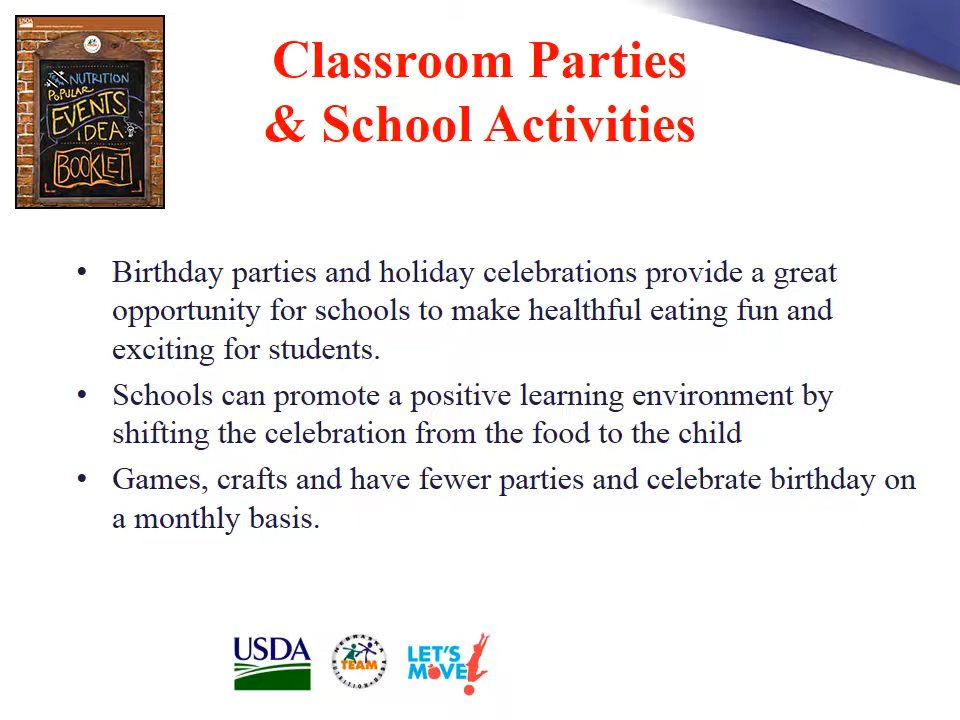 USDA
NUTRITION
POPULAR
EVENTS
IDEA
BOOKLET
Classroom Parties
& School Activities
• Birthday parties and holiday celebrations provide a great
opportunity for schools to make healthful eating fun and
exciting for students.
• Schools can promote a positive learning environment by
shifting the celebration from the food to the child
• Games, crafts and have fewer parties and celebrate birthday on
a monthly basis.
USDA
NEBRASKA
TEAM
NUTRITION
LET'S
MOVE!